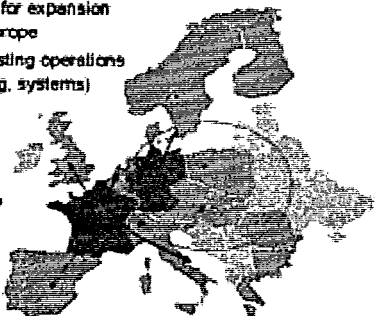 for expansion
rope
sting operations
g, systems)